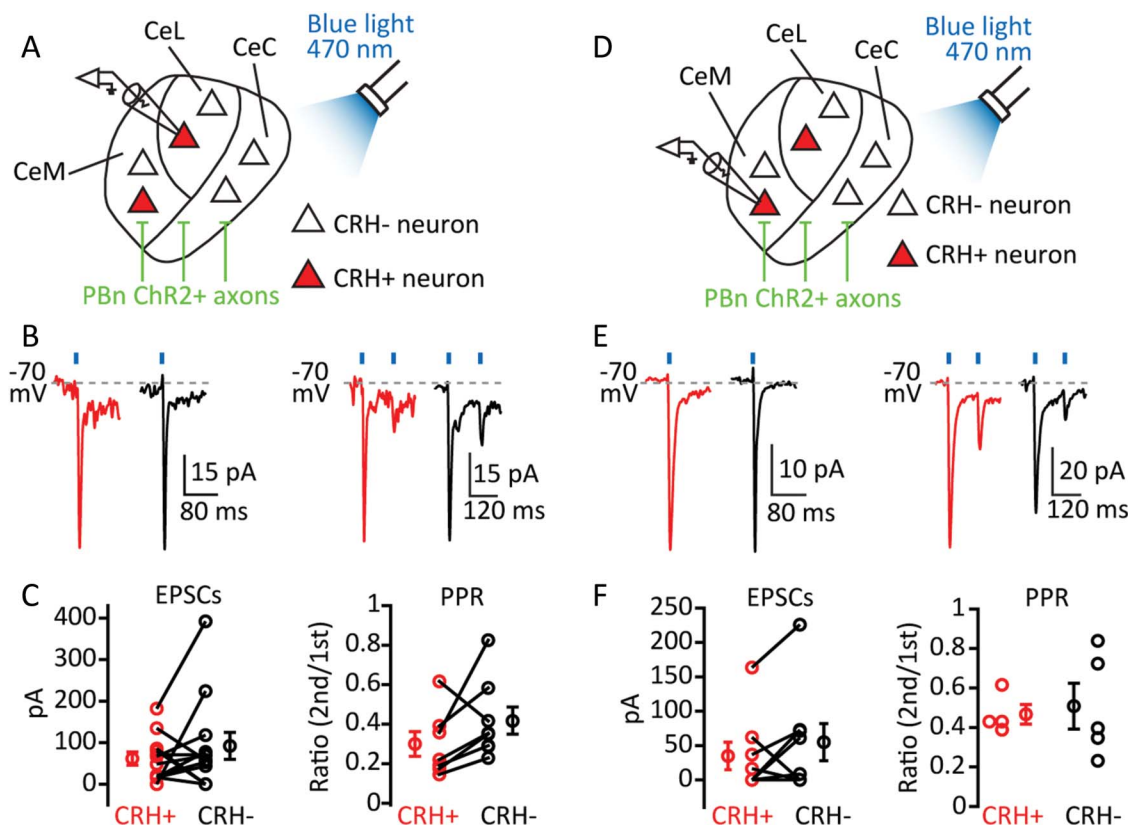 A
CeL
Blue light
470 nm
CeC
CeM
CRH- neuron
CRH+ neuron
PBn ChR2+ axons
D
CeL
Blue light
470 nm
CeC
CeM
CRH- neuron
CRH+ neuron
PBn ChR2+ axons
B
-70
mV
15 pA
80 ms
-70
mV
15 pA
120 ms
E
-70
mV
10 pA
80 ms
-70
mV
20 pA
120 ms
C
EPSCs
pA
400
300
200
100
0
CRH+
CRH-
PPR
Ratio (2nd/1st)
1
0.8
0.6
0.4
0.2
0
CRH+
CRH-
F
EPSCs
pA
250
200
150
100
50
0
CRH+
CRH-
PPR
Ratio (2nd/1st)
1
0.8
0.6
0.4
0.2
0
CRH+
CRH-